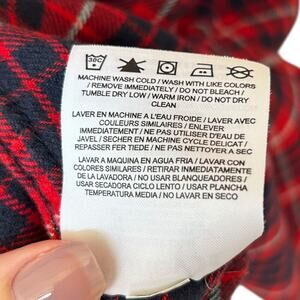 30C
MACHINE WASH COLD / WASH WITH LIKE COLORS
/ REMOVE IMMEDIATELY / DO NOT BLEACH /
TUMBLE DRY LOW / WARM IRON / DO NOT DRY
CLEAN
LAVER EN MACHINE A L'EAU FROIDE / LAVER AVEC
COULEURS SIMILAIRES / ENLEVER
IMMÉDIATEMENT / NE PAS UTILISER D'EAU DE
JAVEL / SECHER EN MACHINE CYCLE DELICAT /
REPASSER FER TIEDE / NE PAS NETTOYER A SEC
LAVAR A MAQUINA EN AGUA FRIA / LAVAR CON
COLORES SIMILARES / RETIRAR IMMEDIATAMENTE
DE LA LAVADORA / NO USAR BLANQUEADORES /
USAR SECADORA CICLO LENTO / USAR PLANCHA
TEMPERATURA MEDIA / NO LAVAR EN SECO